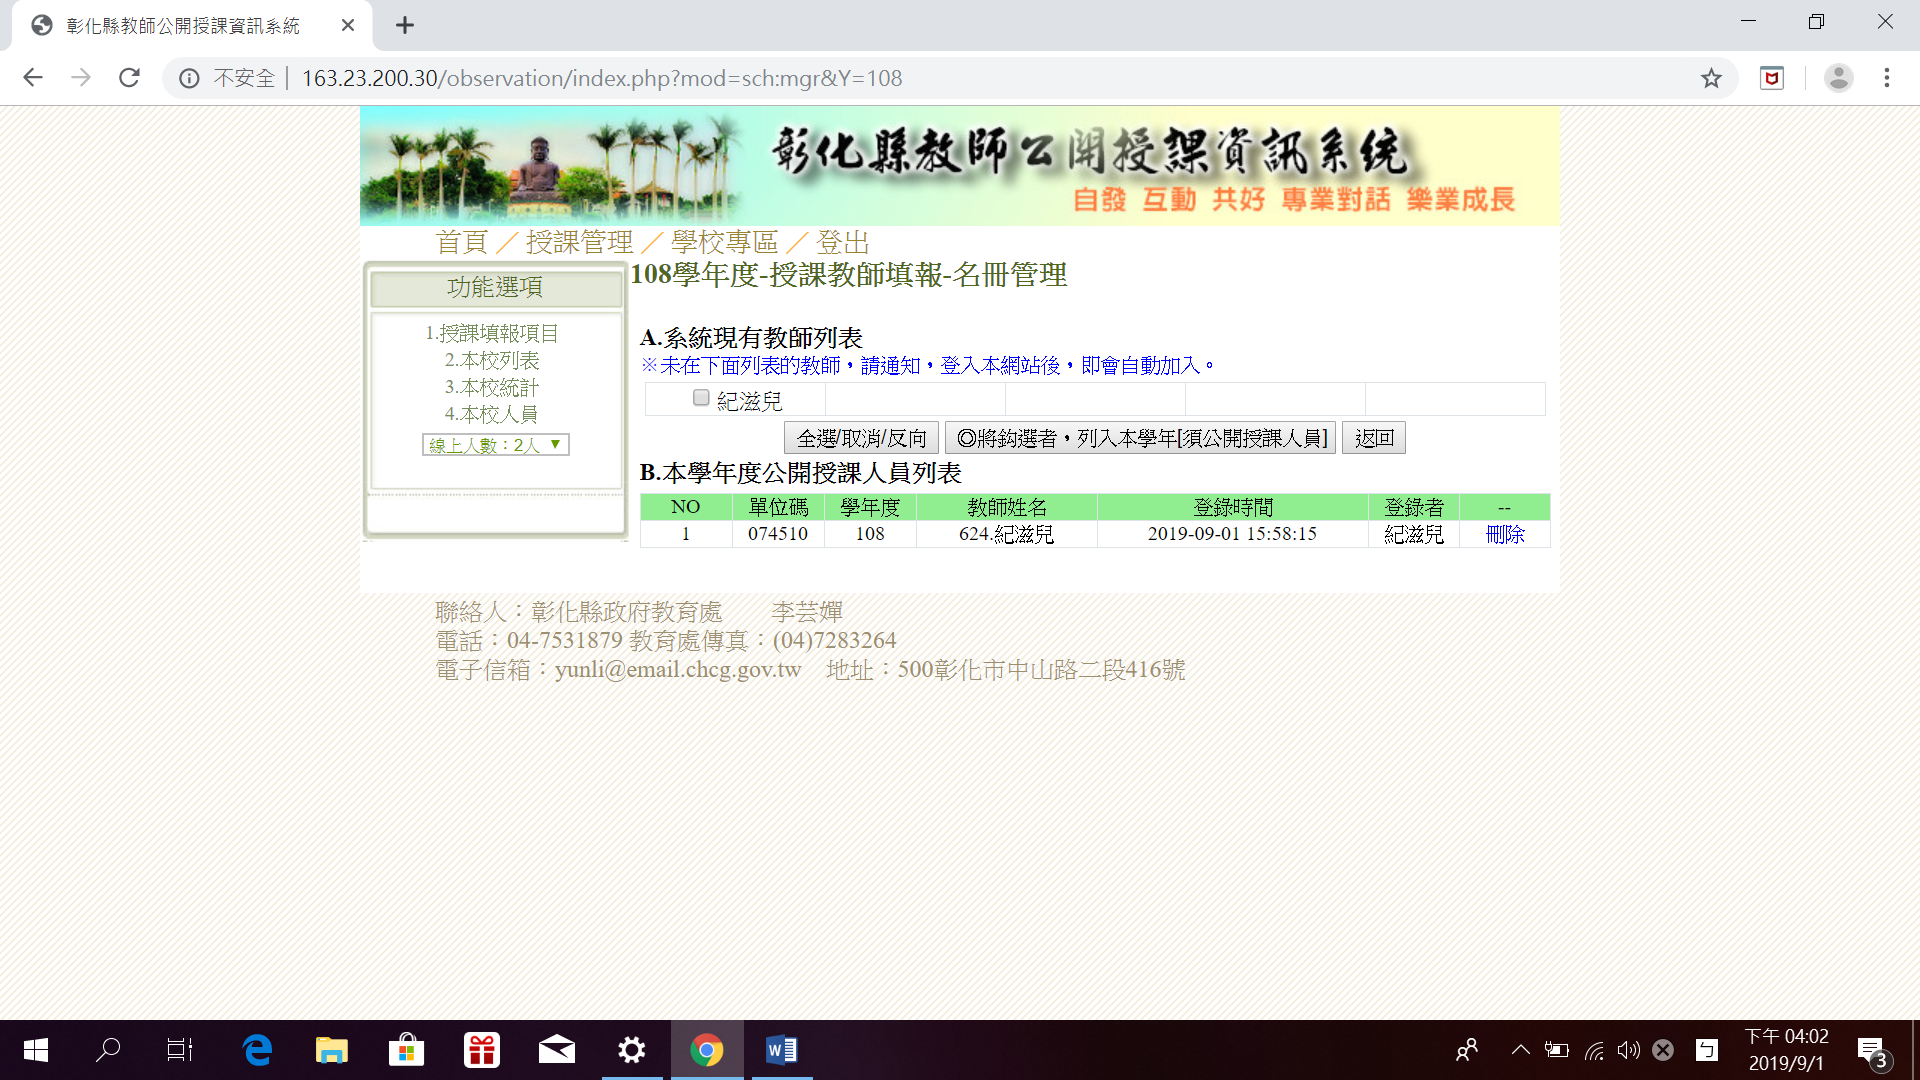 彰化縣教師公開授課資訊系統
不安全 | 163.23.200.30/observation/index.php?mod=sch:mgr&Y=108
彰化縣教師公開授課資訊系統
自發 互動 共好 專業對話 樂業成長
首頁 ／ 授課管理 ／ 學校專區 ／ 登出
功能選項
1.授課填報項目
2.本校列表
3.本校統計
4.本校人員
線上人數：2人 ▼
108學年度-授課教師填報-名冊管理
A.系統現有教師列表
※未在下面列表的教師，請通知，登入本網站後，即會自動加入。
紀滋兒
全選/取消/反向 ◎將鈎選者，列入本學年[須公開授課人員] 返回
B.本學年度公開授課人員列表
NO 單位碼 學年度 教師姓名 登錄時間 登錄者 --
1 074510 108 624.紀滋兒 2019-09-01 15:58:15 紀滋兒 刪除
聯絡人：彰化縣政府教育處 李芸嬋
電話：04-7531879 教育處傳真：(04)7283264
電子信箱：yunli@email.chcg.gov.tw 地址：500彰化市中山路二段416號
ㄅ
下午 04:02
2019/9/1
3